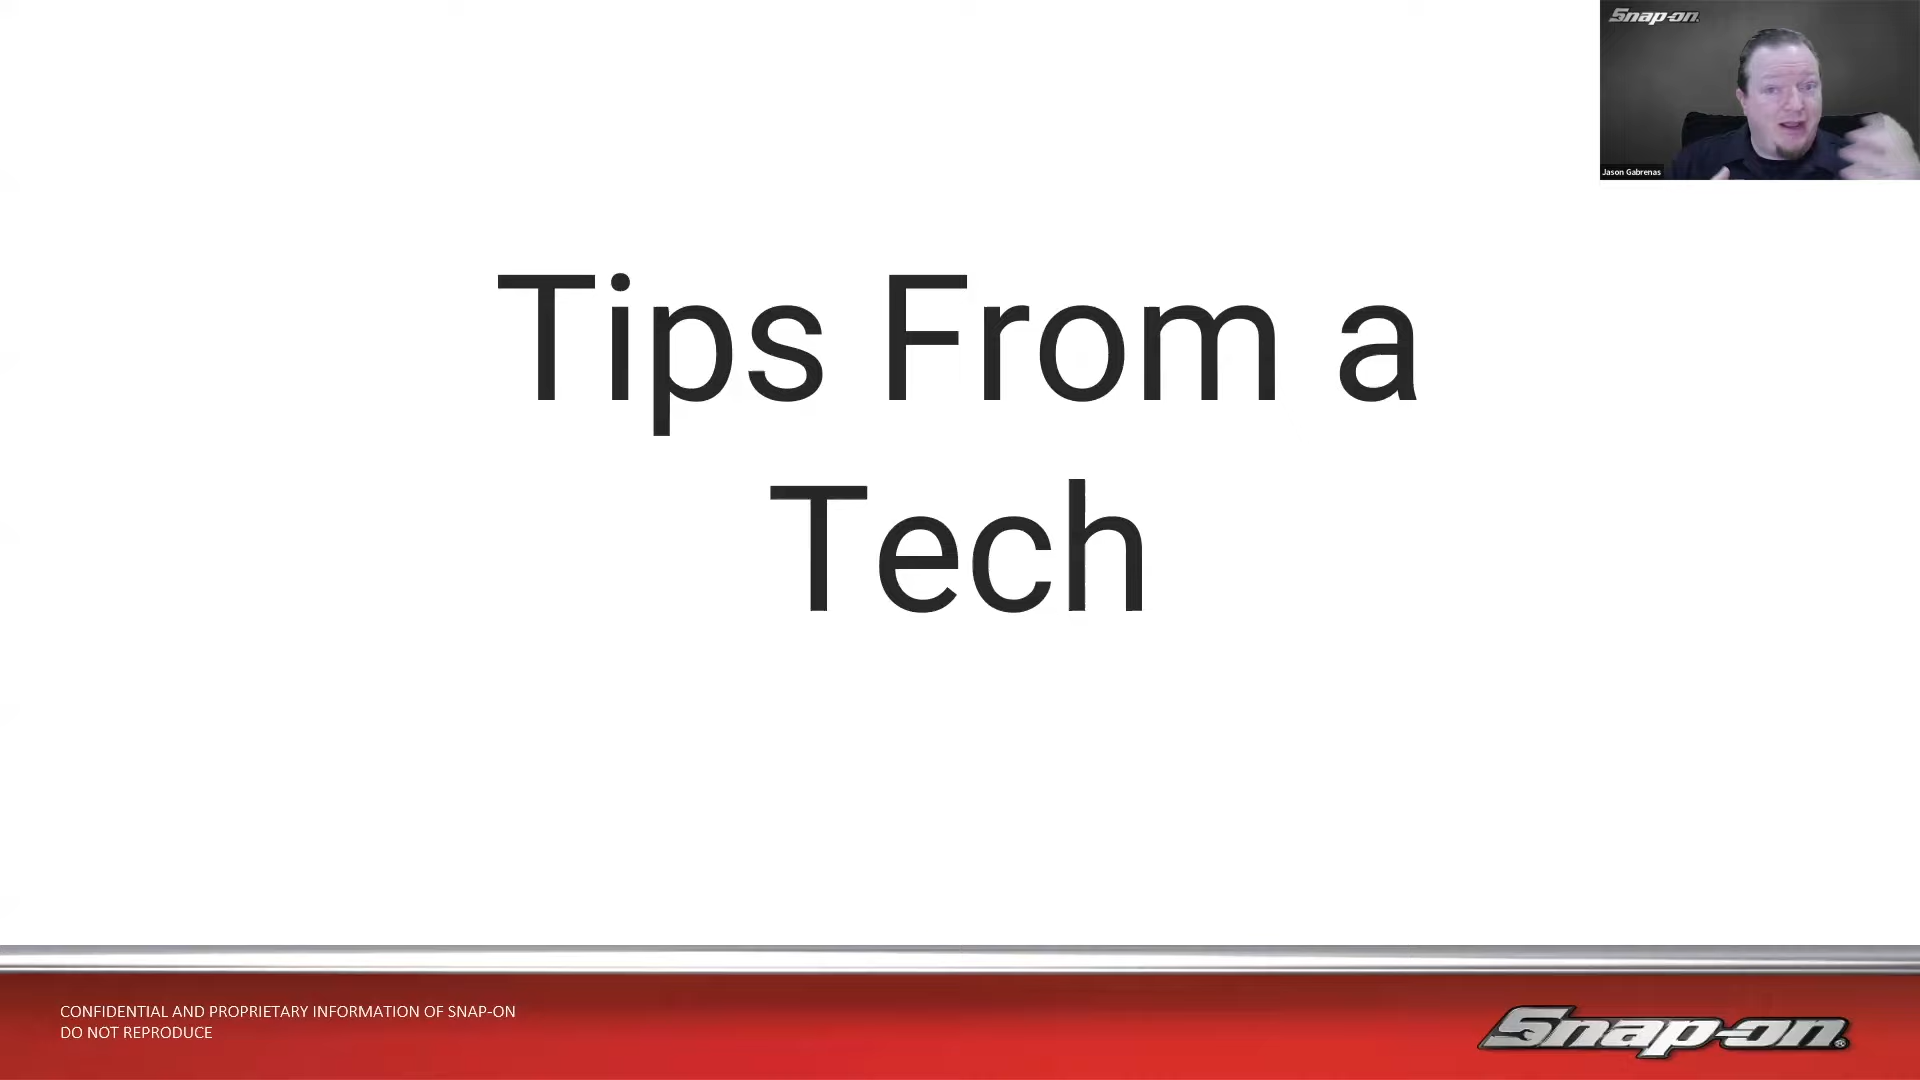 Snap-on
Jason Gabrenas
Tips From a
Tech
CONFIDENTIAL AND PROPRIETARY INFORMATION OF SNAP-ON
DO NOT REPRODUCE
Snap-on®